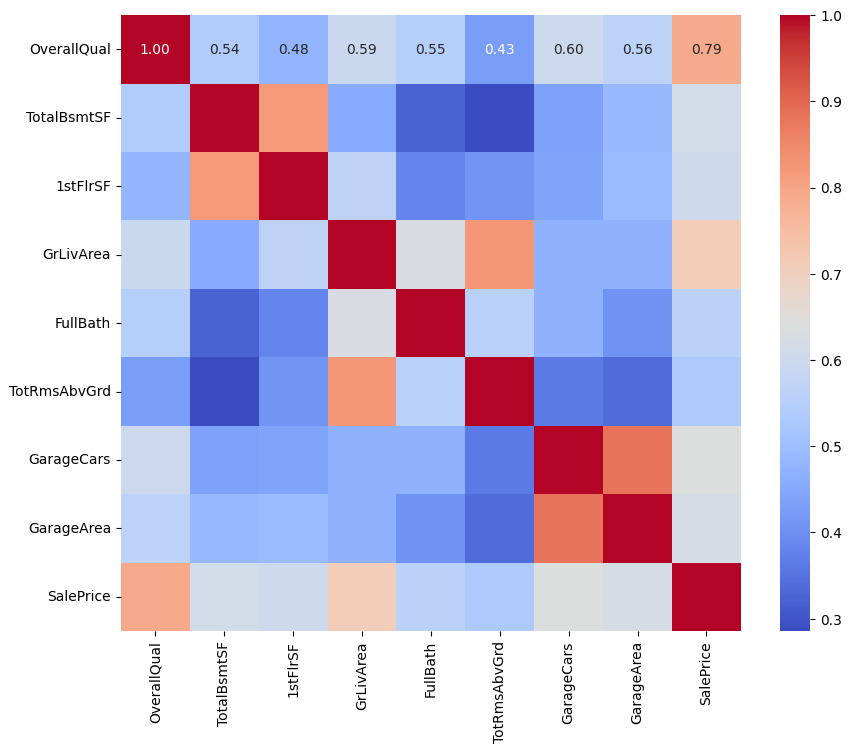 OverallQual 1.00 0.54 0.48 0.59 0.55 0.43 0.60 0.56 0.79
TotalBsmtSF
1stFlrSF
GrLivArea
FullBath
TotRmsAbvGrd
GarageCars
GarageArea
SalePrice
OverallQual
TotalBsmtSF
1stFlrSF
GrLivArea
FullBath
TotRmsAbvGrd
GarageCars
GarageArea
SalePrice
1.0
0.9
0.8
0.7
0.6
0.5
0.4
0.3